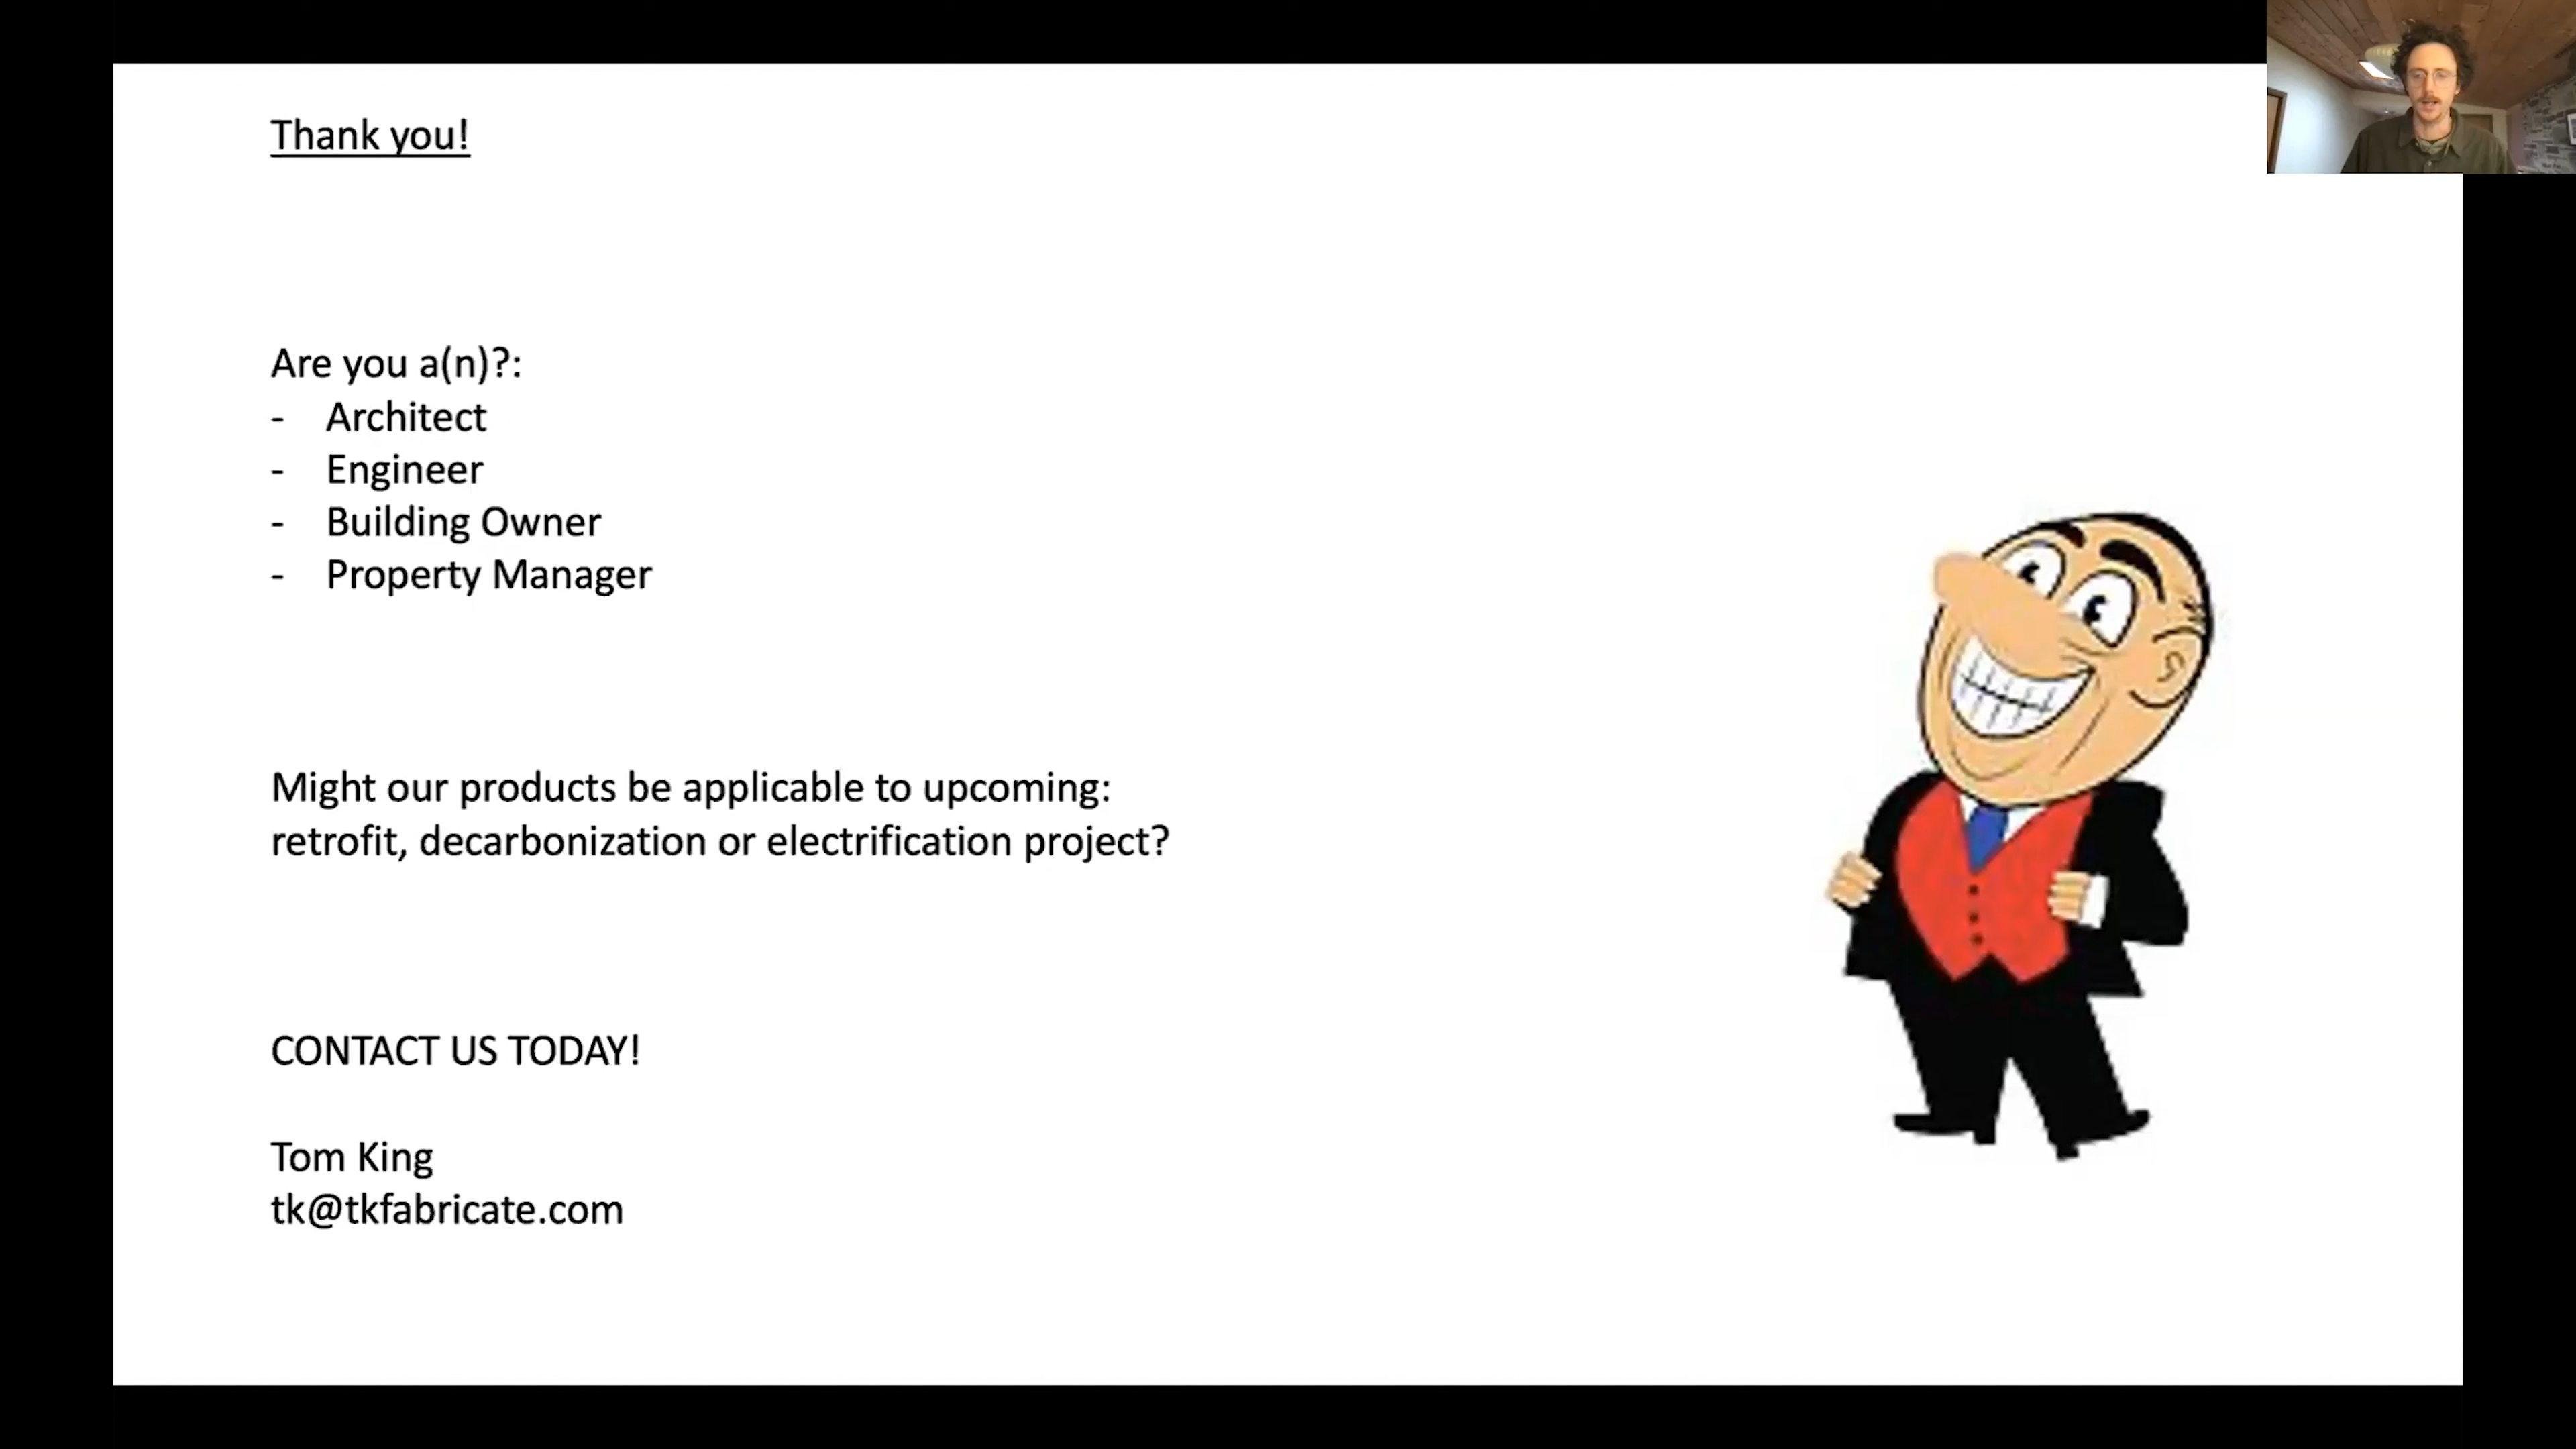 Thank you!
Are you a(n)?:
- Architect
- Engineer
- Building Owner
- Property Manager
Might our products be applicable to upcoming:
retrofit, decarbonization or electrification project?
CONTACT US TODAY!
Tom King
tk@tkfabricate.com